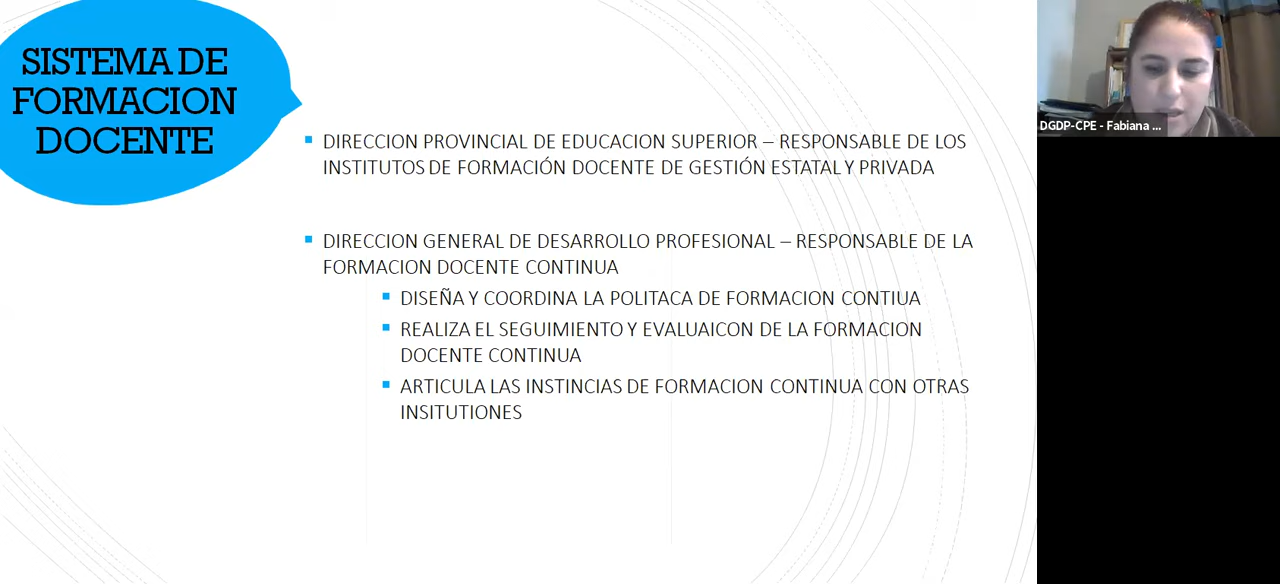 SISTEMA DE
FORMACION
DOCENTE
DIRECCION PROVINCIAL DE EDUCACION SUPERIOR – RESPONSABLE DE LOS
INSTITUTOS DE FORMACIÓN DOCENTE DE GESTIÓN ESTATAL Y PRIVADA
DIRECCION GENERAL DE DESARROLLO PROFESIONAL – RESPONSABLE DE LA
FORMACION DOCENTE CONTINUA
DISEÑA Y COORDINA LA POLITACA DE FORMACION CONTIUA
REALIZA EL SEGUIMIENTO Y EVALUAICON DE LA FORMACION
DOCENTE CONTINUA
ARTICULA LAS INSTINCIAS DE FORMACION CONTINUA CON OTRAS
INSITUTIONES
DGDP-CPE - Fabiana ...